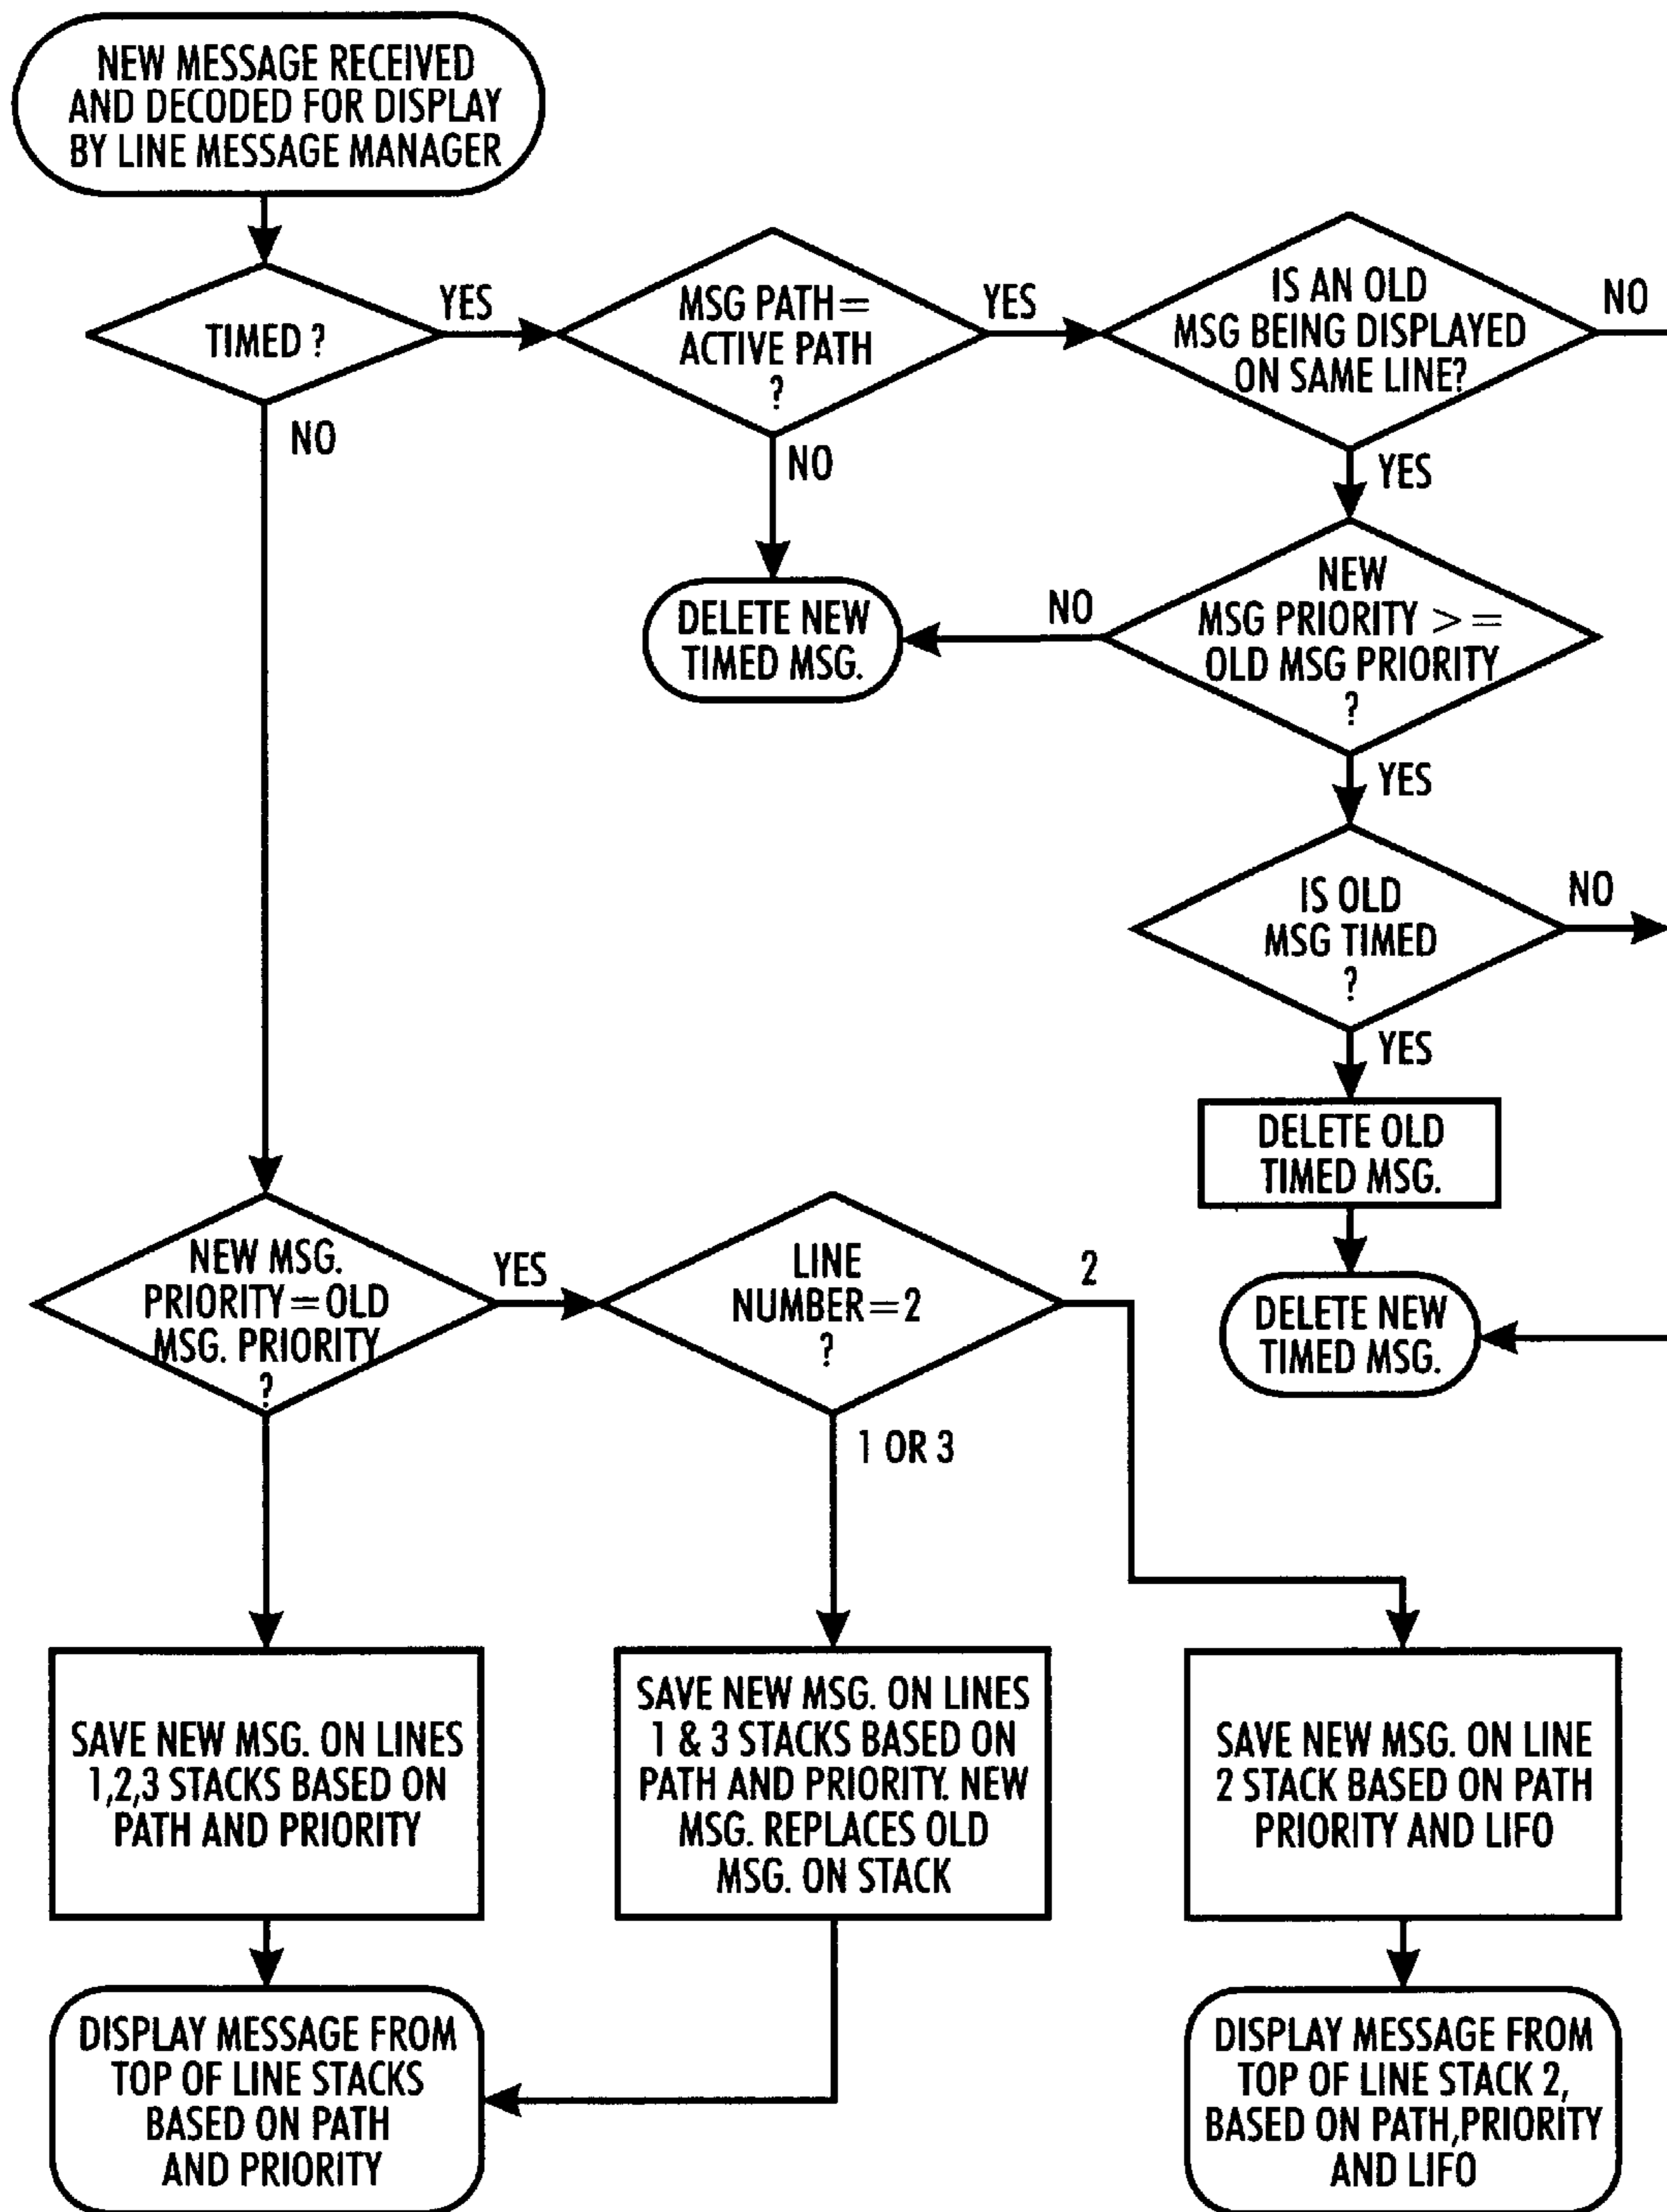 NEW MESSAGE RECEIVED
AND DECODED FOR DISPLAY
BY LINE MESSAGE MANAGER
TIMED ?
YES
NO
MSG PATH =
ACTIVE PATH
?
YES
NO
IS AN OLD
MSG BEING DISPLAYED
ON SAME LINE?
NO
YES
DELETE NEW
TIMED MSG.
NO
NEW
MSG PRIORITY > =
OLD MSG PRIORITY
?
YES
IS OLD
MSG TIMED
?
NO
YES
DELETE OLD
TIMED MSG.
DELETE NEW
TIMED MSG.
NEW MSG.
PRIORITY = OLD
MSG. PRIORITY
?
YES
LINE
NUMBER = 2
?
2
1 OR 3
SAVE NEW MSG. ON LINES
1,2,3 STACKS BASED ON
PATH AND PRIORITY
SAVE NEW MSG. ON LINES
1 & 3 STACKS BASED ON
PATH AND PRIORITY. NEW
MSG. REPLACES OLD
MSG. ON STACK
SAVE NEW MSG. ON LINE
2 STACK BASED ON PATH
PRIORITY AND LIFO
DISPLAY MESSAGE FROM
TOP OF LINE STACKS
BASED ON PATH
AND PRIORITY
DISPLAY MESSAGE FROM
TOP OF LINE STACK 2,
BASED ON PATH,PRIORITY
AND LIFO